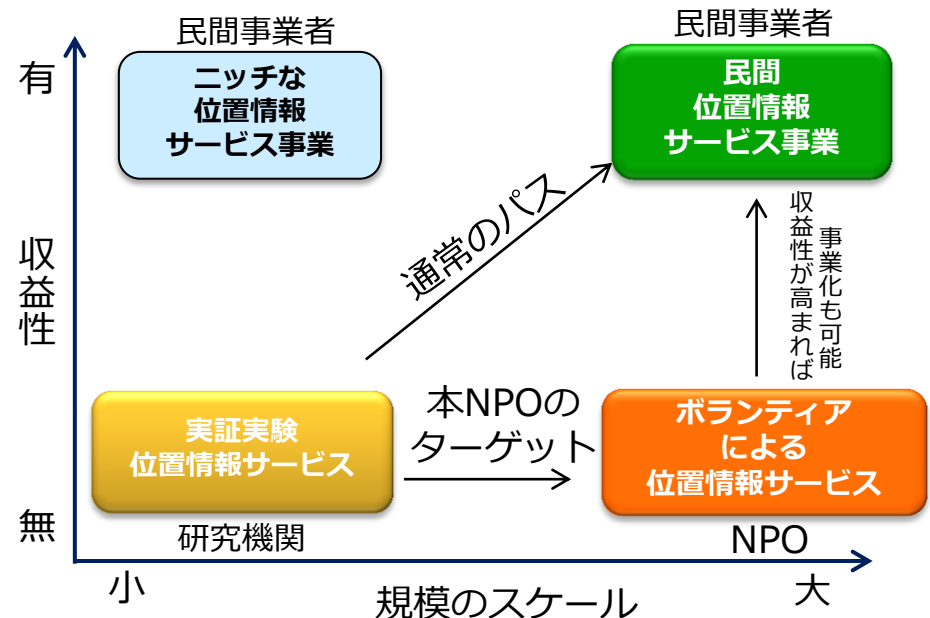 民間事業者
民間事業者
有
ニッチな
位置情報
サービス事業
民間
位置情報
サービス事業
収益性
通常のパス
収益性が高まれば
事業化も可能
実証実験
位置情報サービス
本NPOの
ターゲット
ボランティア
による
位置情報サービス
無
研究機関
NPO
小
規模のスケール
大